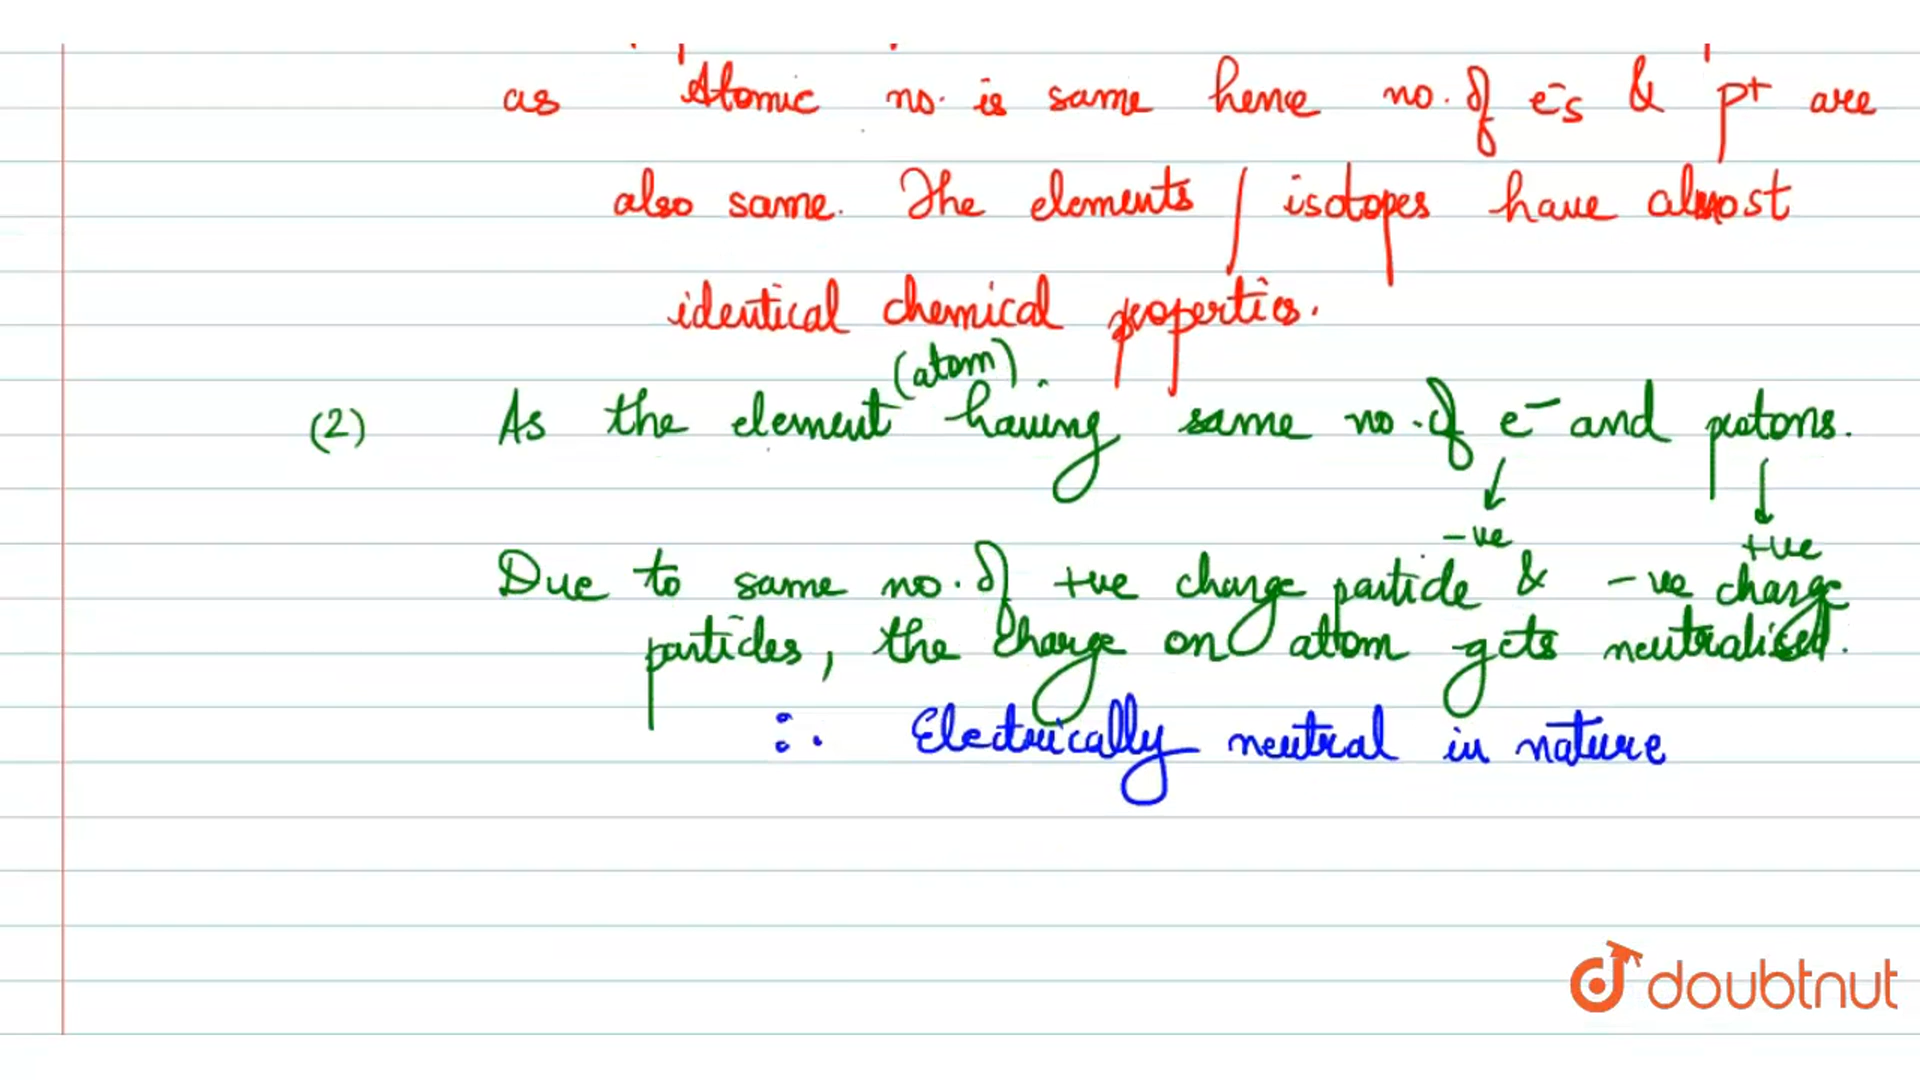 as Atomic no. is same hence no. of e⁻s & p+ are
also same. The elements / isotopes have almost
identical chemical properties.
(atom)
(2) As the element having same no. of e⁻ and protons.
-ve +ve
Due to same no. of +ve charge particle & -ve charge
particles, the charge on attom gets neutralised.
∴ Electrically neutral in nature
doubtnut